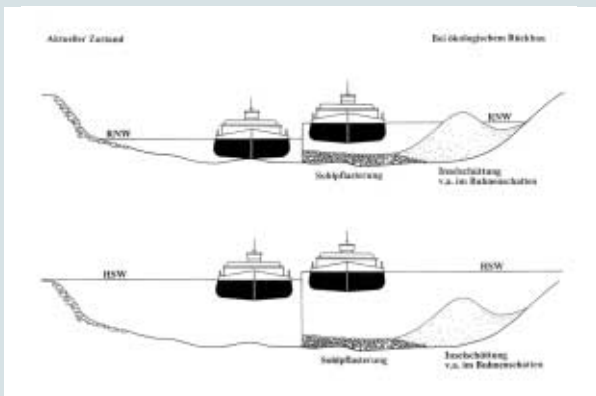 Aktueller Zustand
Bei ökologischem Rückbau
RNW
RNW
Sohlpflasterung
Inselschüttung
v.a. im Buhnenschatten
HSW
HSW
Sohlpflasterung
Inselschüttung
v.a. im Buhnenschatten